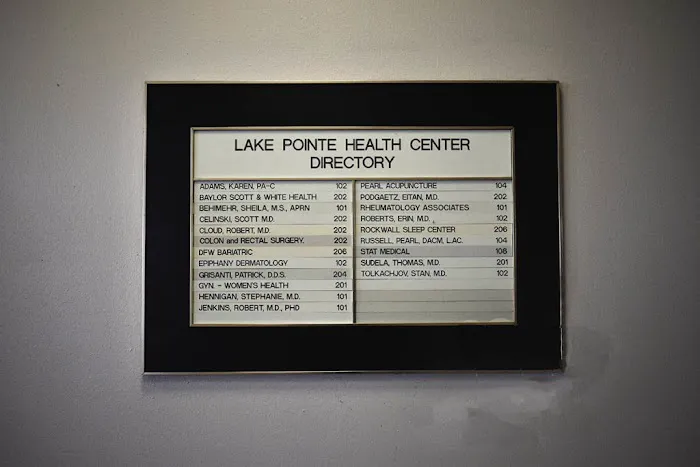 LAKE POINTE HEALTH CENTER
DIRECTORY
ADAMS, KAREN, PA-C 102
BAYLOR SCOTT & WHITE HEALTH 202
BEHIMEHR, SHEILA, M.S., APRN 101
CELINSKI, SCOTT M.D. 202
CLOUD, ROBERT, M.D. 202
COLON and RECTAL SURGERY. 202
DFW BARIATRIC 206
EPIPHANY DERMATOLOGY 102
GRISANTI, PATRICK, D.D.S. 204
GYN. - WOMEN'S HEALTH 201
HENNIGAN, STEPHANIE, M.D. 101
JENKINS, ROBERT, M.D., PHD 101
PEARL ACUPUNCTURE 104
PODGAETZ, EITAN, M.D. 202
RHEUMATOLOGY ASSOCIATES 101
ROBERTS, ERIN, M.D. , 102
ROCKWALL SLEEP CENTER 206
RUSSELL, PEARL, DACM, L.AC. 104
STAT MEDICAL 108
SUDELA, THOMAS, M.D. 201
TOLKACHJOV, STAN, M.D. 102